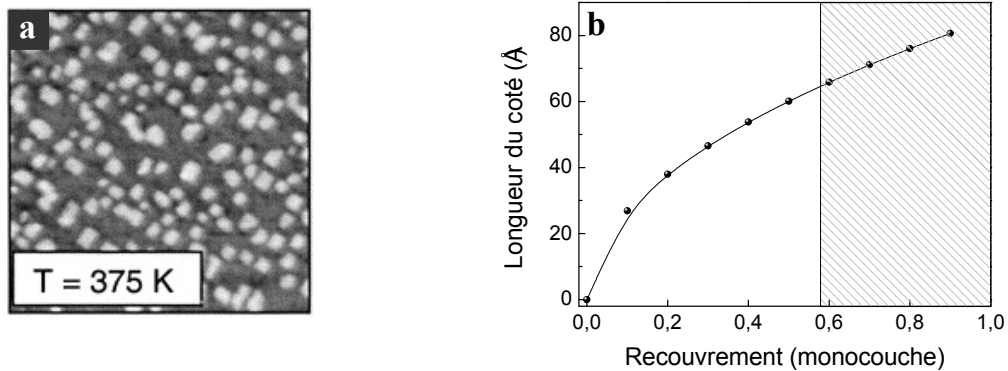 a
T = 375 K
b
Longueur du coté (Å)
80
60
40
20
0
0,0 0,2 0,4 0,6 0,8 1,0
Recouvrement (monocouche)